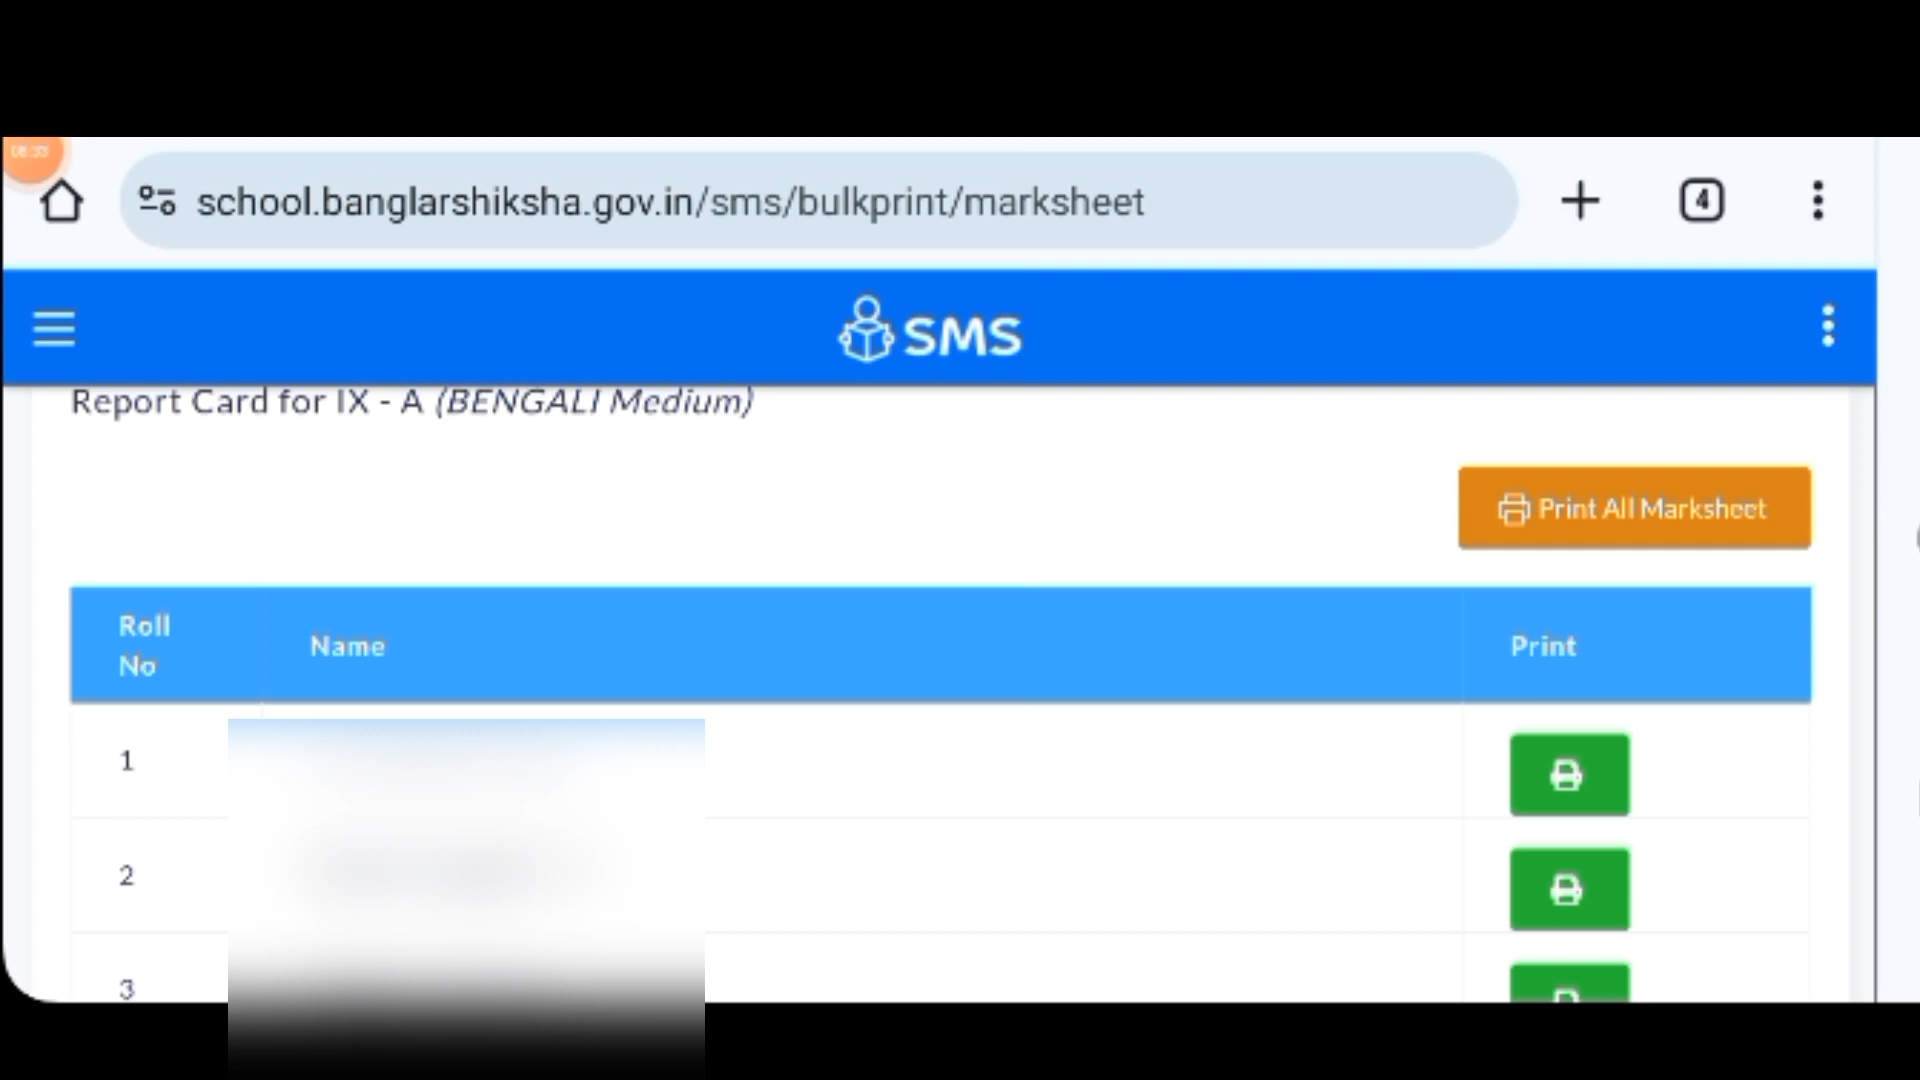 school.banglarshiksha.gov.in/sms/bulkprint/marksheet
4
SMS
Report Card for IX - A (BENGALI Medium)
Print All Marksheet
Roll No
Name
Print
1
2
3